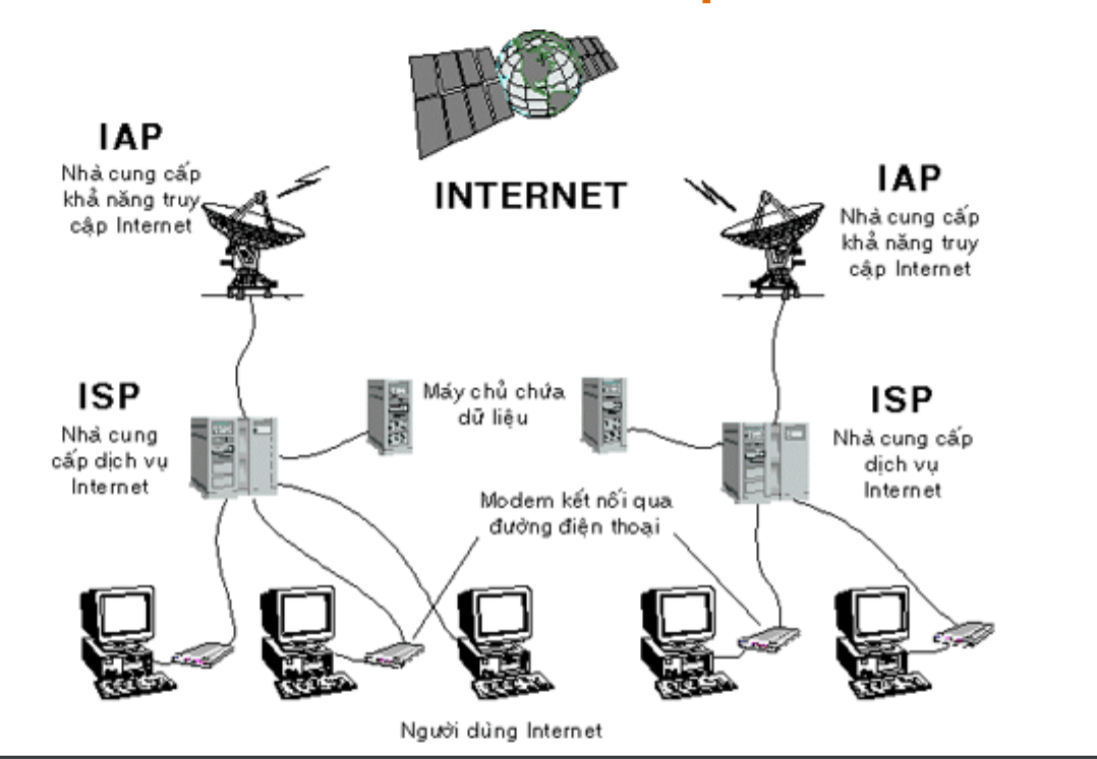 IAP
Nhà cung cấp
khả năng truy
cập Internet
INTERNET
IAP
Nhà cung cấp
khả năng truy
cập Internet
ISP
Nhà cung
cấp dịch vụ
Internet
Máy chủ chứa
dữ liệu
ISP
Nhà cung cấp
dịch vụ
Internet
Modem kết nối qua
đường điện thoại
Người dùng Internet